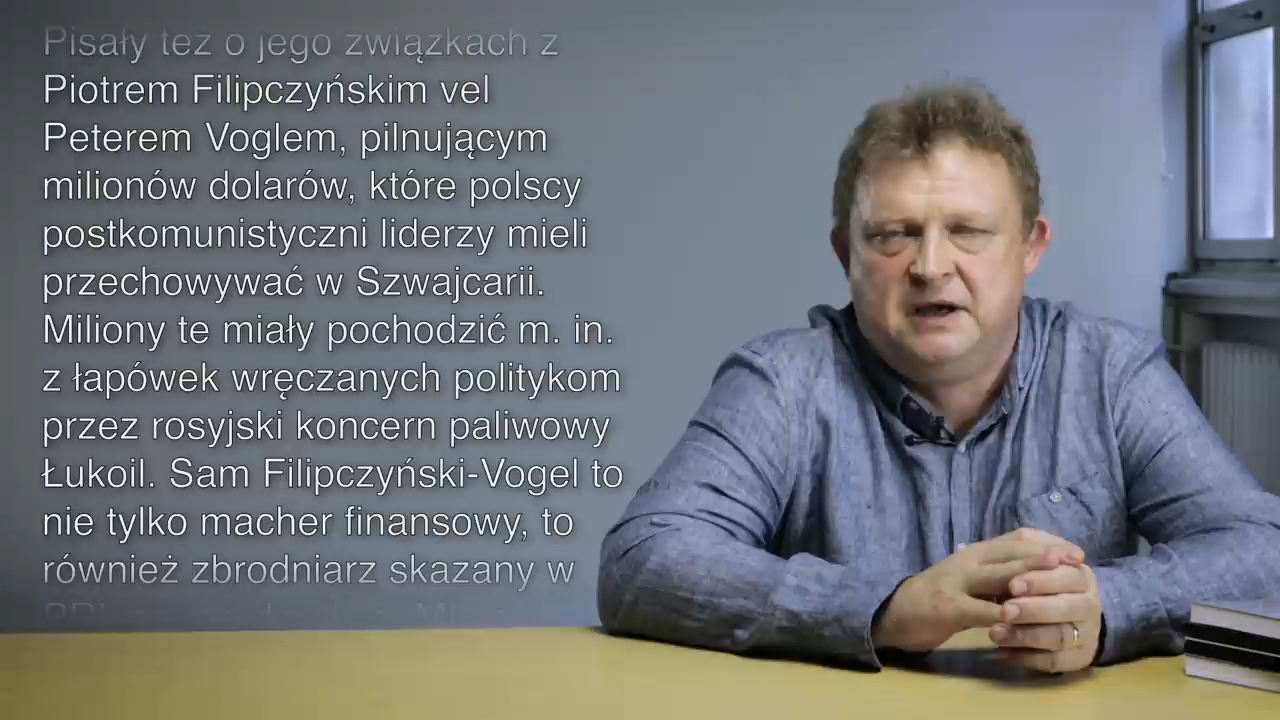 Pisały też o jego związkach z
Piotrem Filipczyńskim vel
Peterem Voglem, pilnującym
milionów dolarów, które polscy
postkomunistyczni liderzy mieli
przechowywać w Szwajcarii.
Miliony te miały pochodzić m. in.
z łapówek wręczanych politykom
przez rosyjski koncern paliwowy
Łukoil. Sam Filipczyński-Vogel to
nie tylko macher finansowy, to
również zbrodniarz skazany w